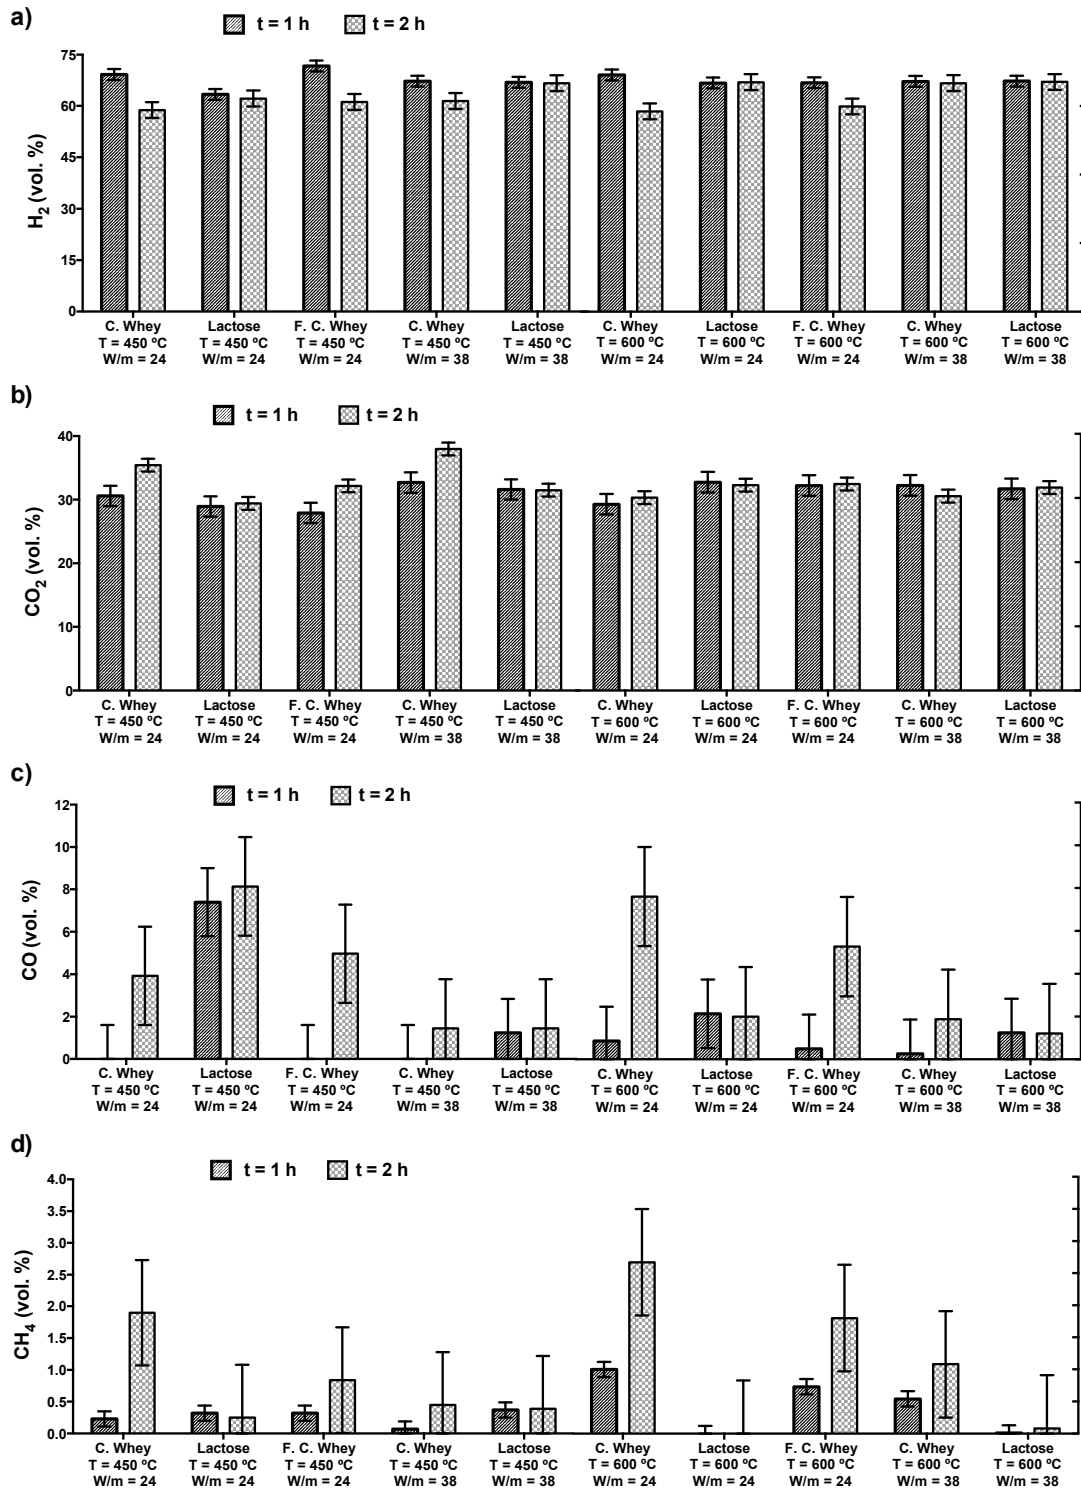 a)
t = 1 h
t = 2 h
H2 (vol. %)
75
60
45
30
15
0
C. Whey
T = 450 ºC
W/m = 24
Lactose
T = 450 ºC
W/m = 24
F. C. Whey
T = 450 ºC
W/m = 24
C. Whey
T = 450 ºC
W/m = 38
Lactose
T = 450 ºC
W/m = 38
C. Whey
T = 600 ºC
W/m = 24
Lactose
T = 600 ºC
W/m = 24
F. C. Whey
T = 600 ºC
W/m = 24
C. Whey
T = 600 ºC
W/m = 38
Lactose
T = 600 ºC
W/m = 38
b)
t = 1 h
t = 2 h
CO2 (vol. %)
40
30
20
10
0
C. Whey
T = 450 ºC
W/m = 24
Lactose
T = 450 ºC
W/m = 24
F. C. Whey
T = 450 ºC
W/m = 24
C. Whey
T = 450 ºC
W/m = 38
Lactose
T = 450 ºC
W/m = 38
C. Whey
T = 600 ºC
W/m = 24
Lactose
T = 600 ºC
W/m = 24
F. C. Whey
T = 600 ºC
W/m = 24
C. Whey
T = 600 ºC
W/m = 38
Lactose
T = 600 ºC
W/m = 38
c)
t = 1 h
t = 2 h
CO (vol. %)
12
10
8
6
4
2
0
C. Whey
T = 450 ºC
W/m = 24
Lactose
T = 450 ºC
W/m = 24
F. C. Whey
T = 450 ºC
W/m = 24
C. Whey
T = 450 ºC
W/m = 38
Lactose
T = 450 ºC
W/m = 38
C. Whey
T = 600 ºC
W/m = 24
Lactose
T = 600 ºC
W/m = 24
F. C. Whey
T = 600 ºC
W/m = 24
C. Whey
T = 600 ºC
W/m = 38
Lactose
T = 600 ºC
W/m = 38
d)
t = 1 h
t = 2 h
CH4 (vol. %)
4.0
3.5
3.0
2.5
2.0
1.5
1.0
0.5
0.0
C. Whey
T = 450 ºC
W/m = 24
Lactose
T = 450 ºC
W/m = 24
F. C. Whey
T = 450 ºC
W/m = 24
C. Whey
T = 450 ºC
W/m = 38
Lactose
T = 450 ºC
W/m = 38
C. Whey
T = 600 ºC
W/m = 24
Lactose
T = 600 ºC
W/m = 24
F. C. Whey
T = 600 ºC
W/m = 24
C. Whey
T = 600 ºC
W/m = 38
Lactose
T = 600 ºC
W/m = 38